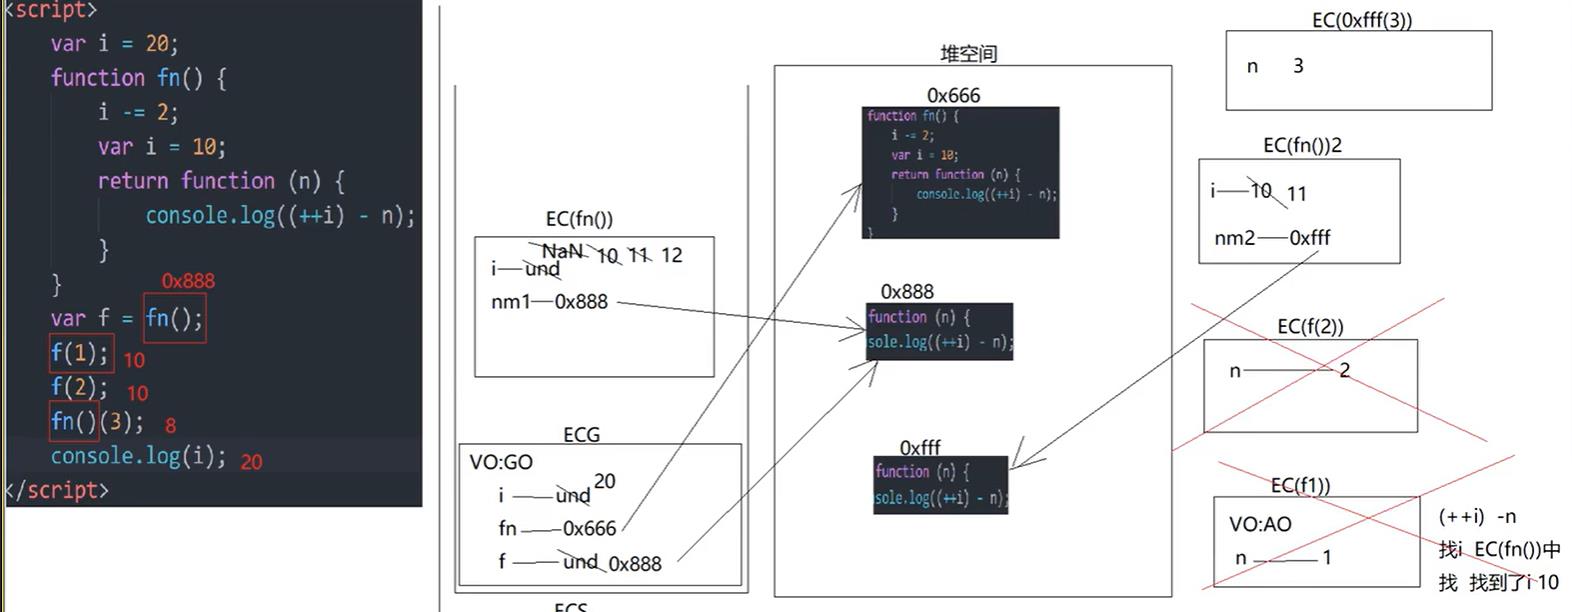 <script>
var i = 20;
function fn() {
i -= 2;
var i = 10;
return function (n) {
console.log((++i) - n);
}
}
0x888
var f = fn();
f(1); 10
f(2); 10
fn()(3); 8
console.log(i); 20
</script>
EC(fn())
NaN 10 11 12
i und
nm1 0x888
ECG
VO:GO
i und 20
fn 0x666
f und 0x888
ECS
堆空间
0x666
function fn() {
i -= 2;
var i = 10;
return function (n) {
console.log((++i) - n);
}
}
0x888
function (n) {
sole.log((++i) - n);
0xfff
function (n) {
sole.log((++i) - n);
EC(0xfff(3))
n 3
EC(fn())2
i 10 11
nm2 0xfff
EC(f(2))
n 2
EC(f1))
VO:AO
n 1
(++i) -n
找i EC(fn())中
找 找到了i 10